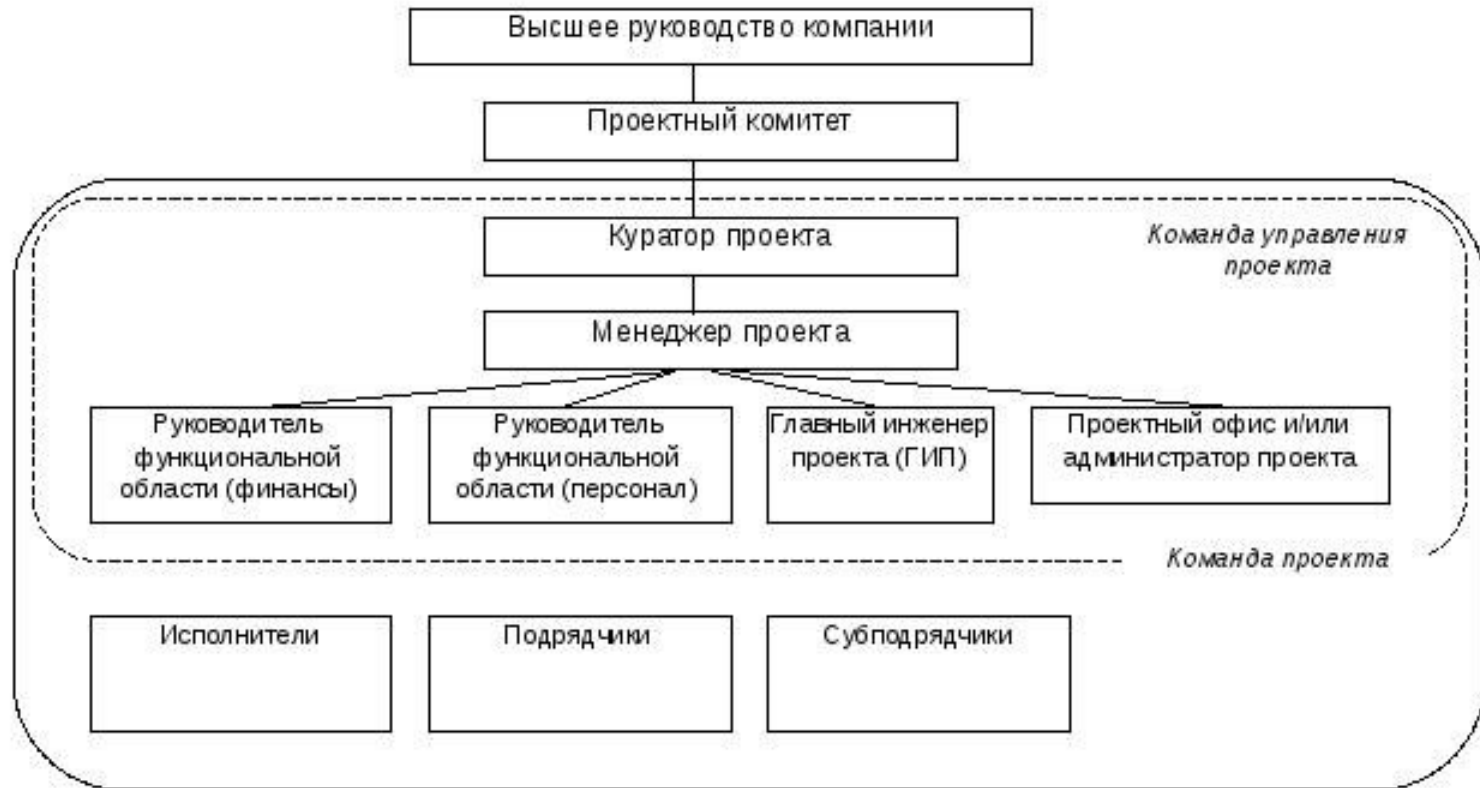 Высшее руководство компании
Проектный комитет
Куратор проекта
Команда управления
проекта
Менеджер проекта
Руководитель
функциональной
области (финансы)
Руководитель
функциональной
области (персонал)
Главный инженер
проекта (ГИП)
Проектный офис и/или
администратор проекта
Команда проекта
Исполнители
Подрядчики
Субподрядчики